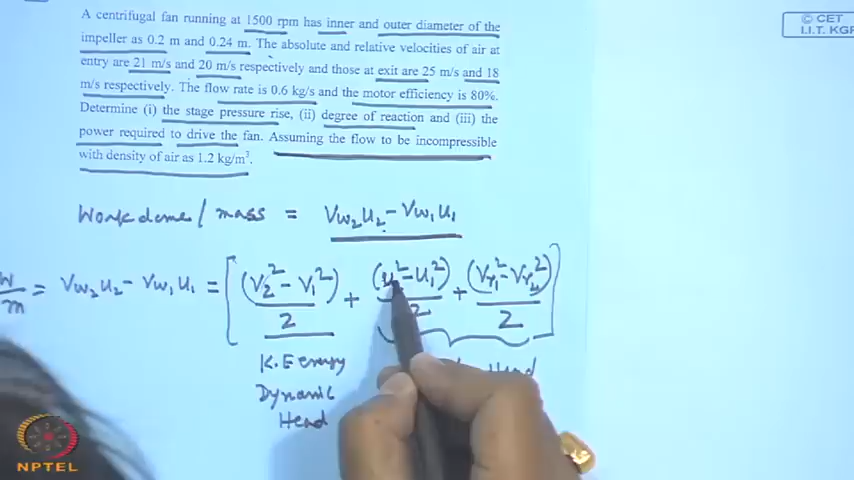 A centrifugal fan running at 1500 rpm has inner and outer diameter of the
impeller as 0.2 m and 0.24 m. The absolute and relative velocities of air at
entry are 21 m/s and 20 m/s respectively and those at exit are 25 m/s and 18
m/s respectively. The flow rate is 0.6 kg/s and the motor efficiency is 80%.
Determine (i) the stage pressure rise, (ii) degree of reaction and (iii) the
power required to drive the fan. Assuming the flow to be incompressible
with density of air as 1.2 kg/m³.
© CET
I.I.T. KGP
Work done / mass = Vw₂U₂ - Vw₁U₁
W/m = Vw₂U₂ - Vw₁U₁ = [(V₂² - V₁²)/2 + (U₂² - U₁²)/2 + (Vr₁² - Vr₂²)/2]
K.Energy
Dynamic
Head
Head
NPTEL